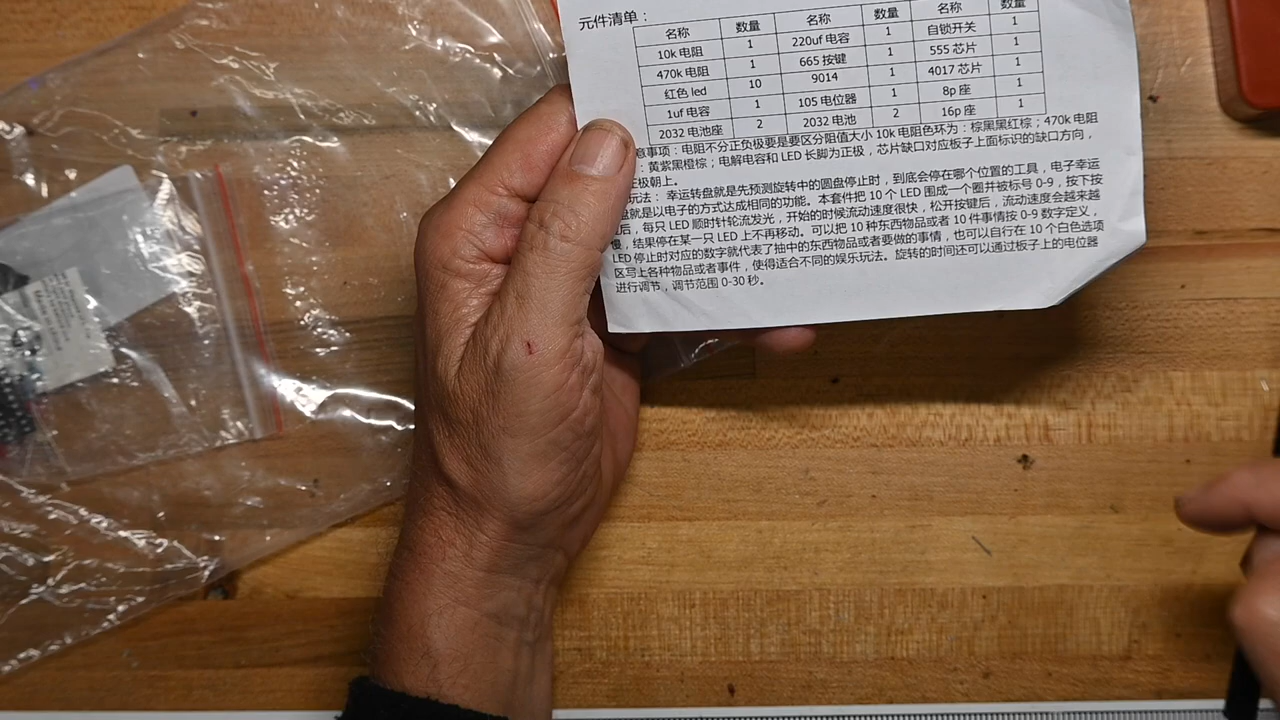 元件清单：
名称 数量 名称 数量 名称 数量
10k 电阻 1 220uf 电容 1 自锁开关 1
470k 电阻 1 665 按键 1 555 芯片 1
红色 led 10 9014 1 4017 芯片 1
1uf 电容 1 105 电位器 1 8p 座 1
2032 电池座 2 2032 电池 2 16p 座 1
意事项：电阻不分正负极要是要区分阻值大小 10k 电阻色环为：棕黑黑红棕；470k 电阻
：黄紫黑橙棕；电解电容和 LED 长脚为正极，芯片缺口对应板子上面标识的缺口方向，
正极朝上。
玩法： 幸运转盘就是先预测旋转中的圆盘停止时，到底会停在哪个位置的工具，电子幸运
盘就是以电子的方式达成相同的功能。本套件把 10 个 LED 围成一个圈并被标号 0-9，按下按
后，每只 LED 顺时针轮流发光，开始的时候流动速度很快，松开按键后，流动速度会越来越
慢，结果停在某一只 LED 上不再移动。可以把 10 种东西物品或者 10 件事情按 0-9 数字定义，
LED 停止时对应的数字就代表了抽中的东西物品或者要做的事情，也可以自行在 10 个白色选项
区写上各种物品或者事件，使得适合不同的娱乐玩法。旋转的时间还可以通过板子上的电位器
进行调节，调节范围 0-30 秒。